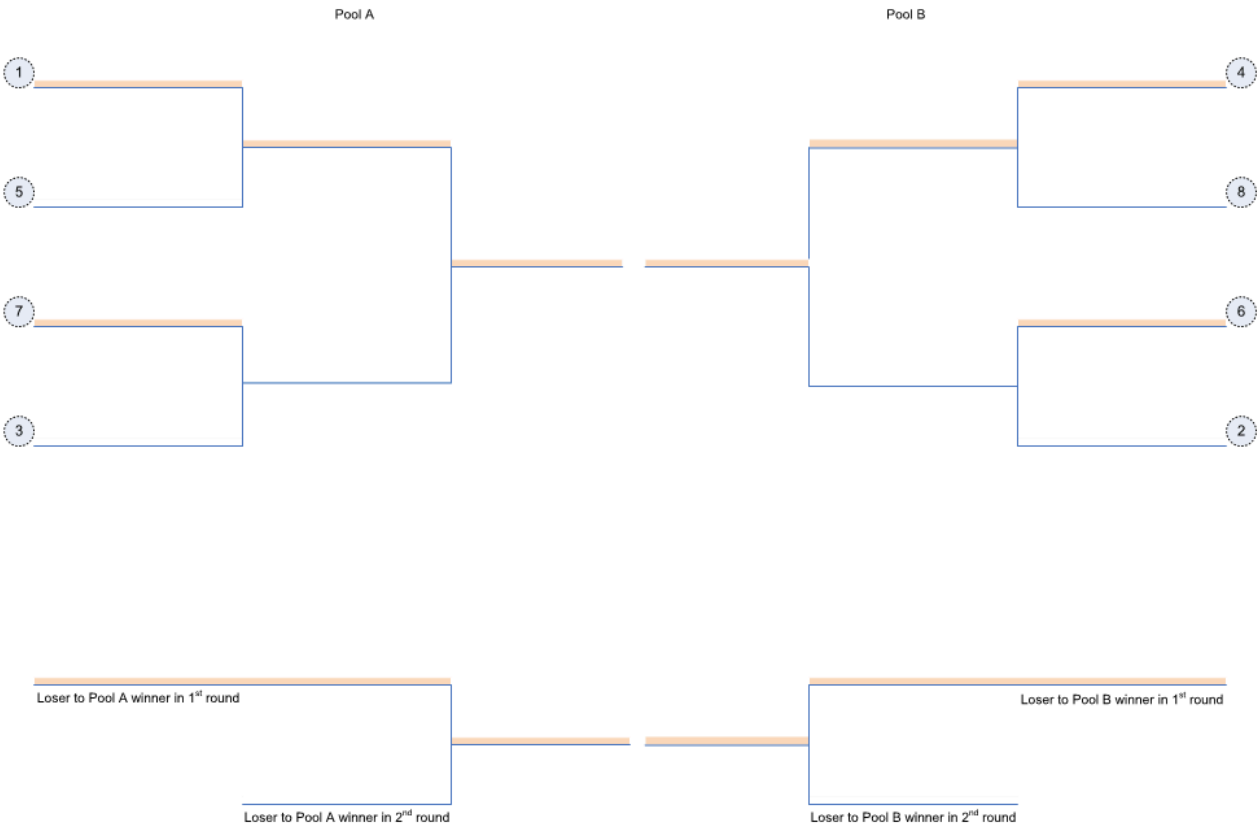 Pool A Pool B
1 4
5 8
7 6
3 2
Loser to Pool A winner in 1st round Loser to Pool B winner in 1st round
Loser to Pool A winner in 2nd round Loser to Pool B winner in 2nd round